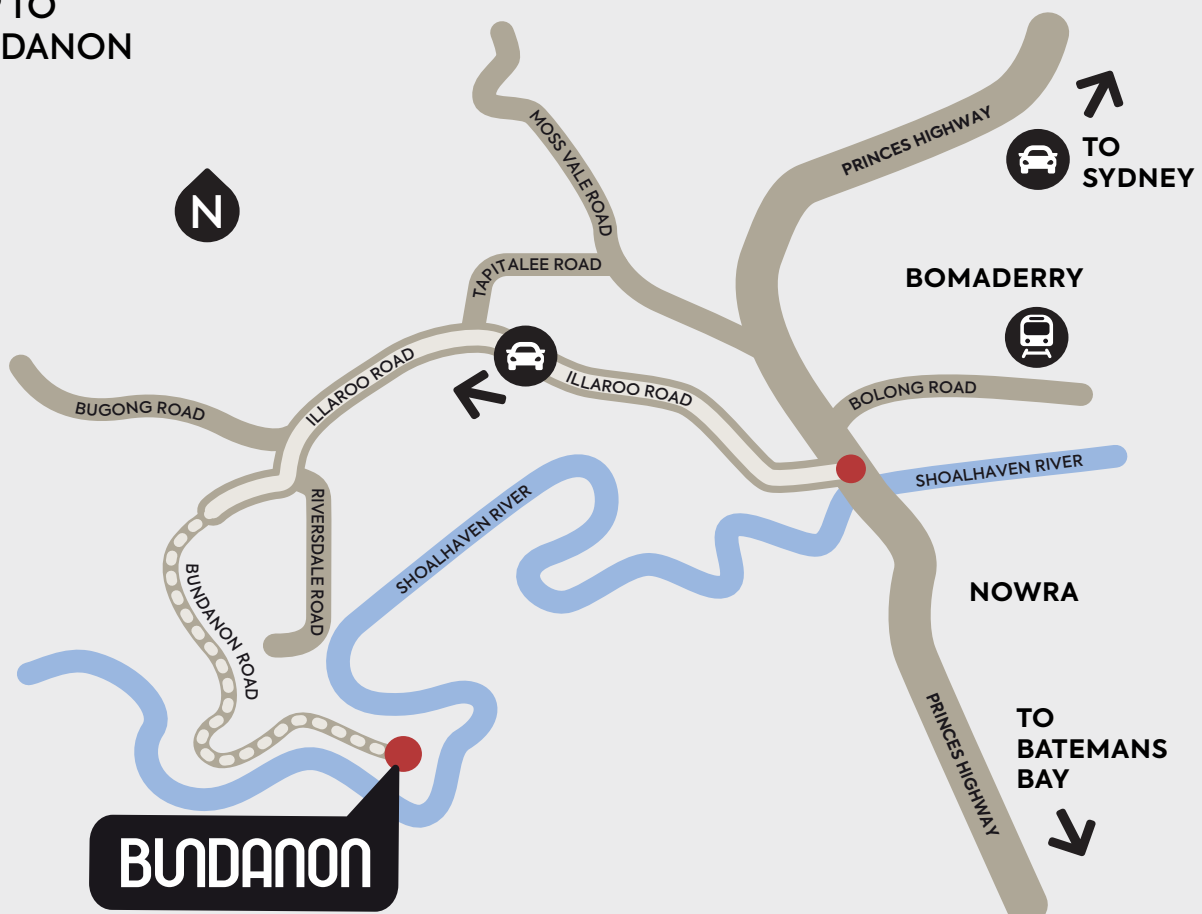 TO
DANON
N
MOSS VALE ROAD
PRINCES HIGHWAY
TO
SYDNEY
TAPITALEE ROAD
BOMADERRY
ILLAROO ROAD
ILLAROO ROAD
BOLONG ROAD
BUGONG ROAD
SHOALHAVEN RIVER
SHOALHAVEN RIVER
RIVERSDALE ROAD
BUNDANON ROAD
NOWRA
PRINCES HIGHWAY
TO
BATEMANS
BAY
BUNDANON